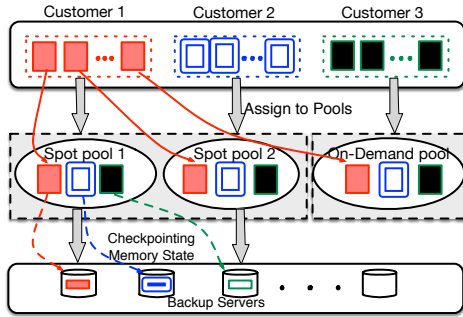 Customer 1 Customer 2 Customer 3
Assign to Pools
Spot pool 1 Spot pool 2 On-Demand pool
Checkpointing
Memory State
Backup Servers